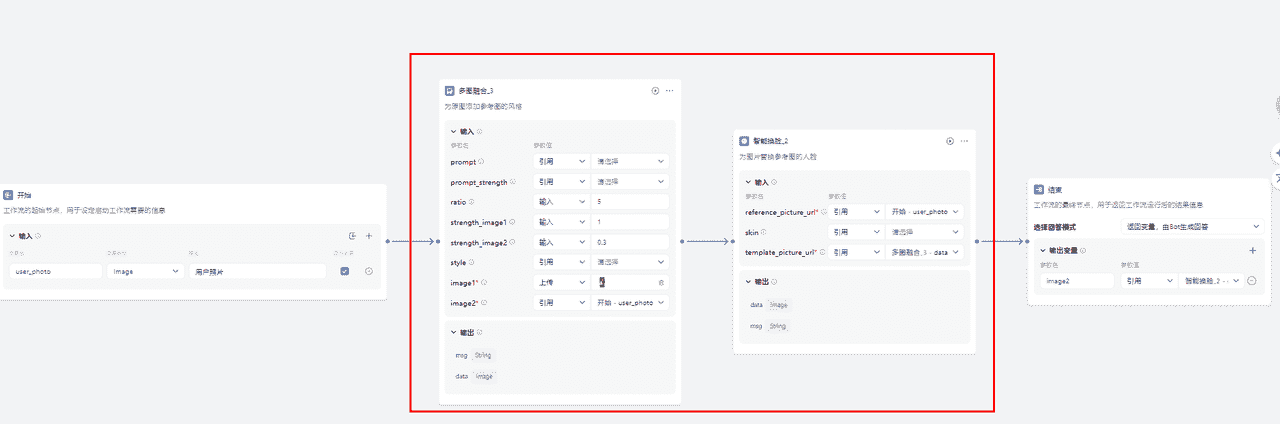 开始
工作流的起始节点，用于设定启动工作流需要的信息
输入
user_photo
Image
用户照片
多图融合_3
为原图添加参考图的风格
输入
参数名 参数值
prompt 引用 请选择
prompt_strength 引用 请选择
ratio 输入 5
strength_image1 输入 1
strength_image2 输入 0.3
style 引用 请选择
image1* 上传
image2* 引用 开始 - user_photo
输出
msg String
data Image
智能换脸_2
为图片替换参考图的人脸
输入
参数名 参数值
reference_picture_url* 引用 开始 - user_photo
skin 引用 请选择
template_picture_url* 引用 多图融合_3 - data
输出
data Image
msg String
结束
工作流的最终节点，用于返回工作流运行后的结果信息
选择回答模式 返回变量，由Bot生成回答
输出变量
参数名 参数值
image2 引用 智能换脸_2